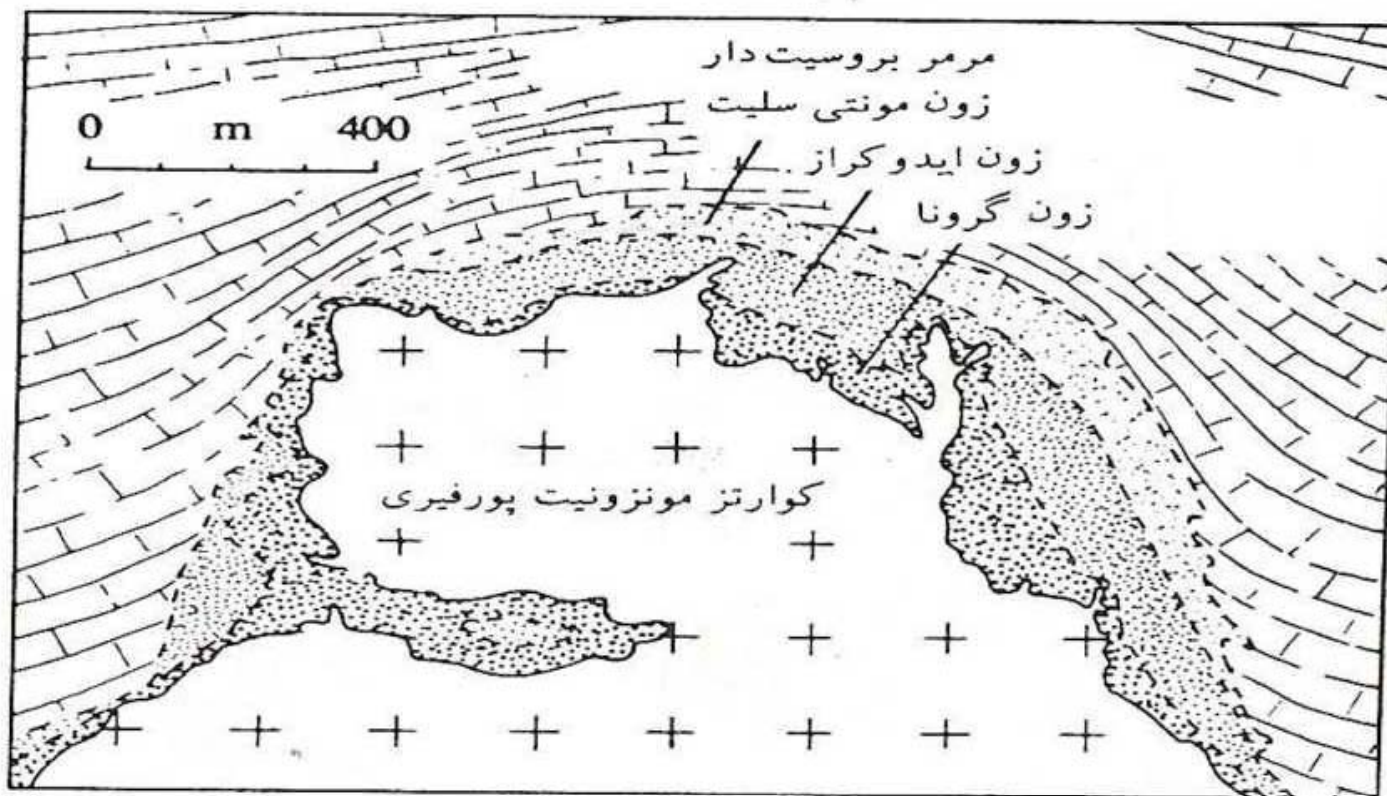 مرمر بروسیت دار
زون مونتی سلیت
زون ایدوکراز
زون گرونا
0 m 400
کوارتز مونزونیت پورفیری